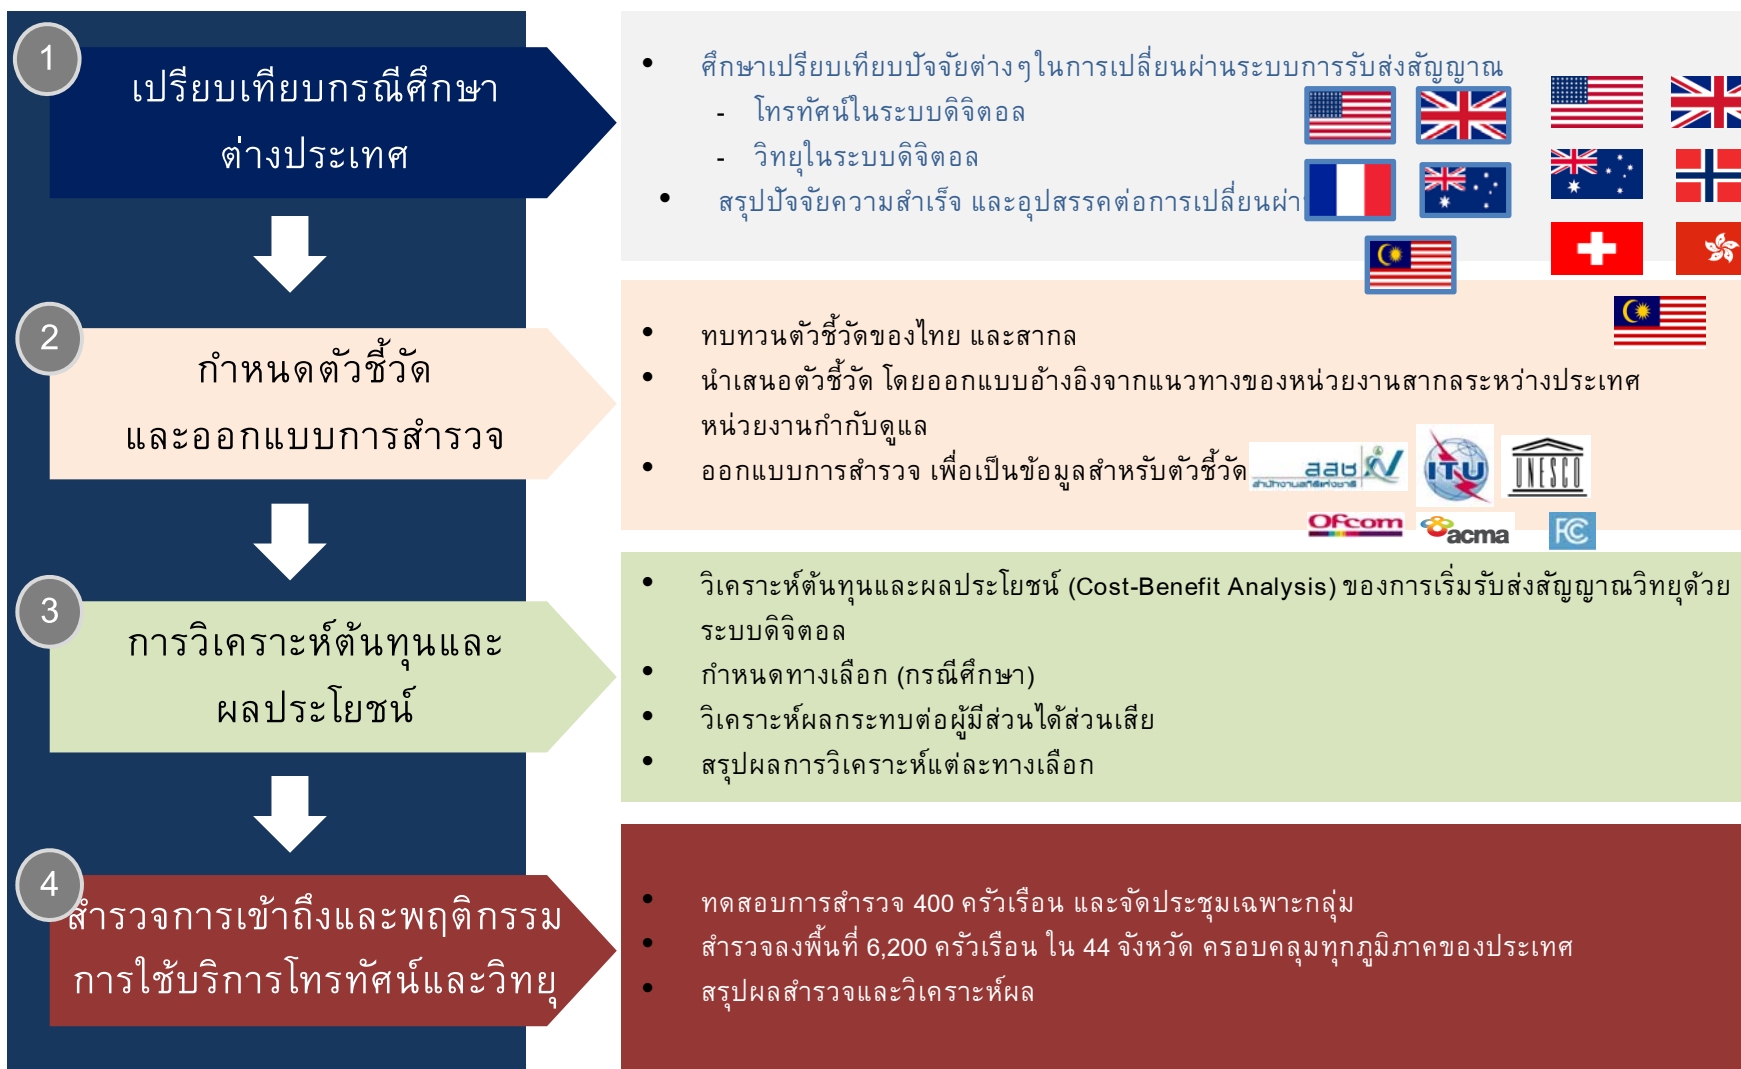 1
เปรียบเทียบกรณีศึกษา
ต่างประเทศ
• ศึกษาเปรียบเทียบปัจจัยต่างๆในการเปลี่ยนผ่านระบบการรับส่งสัญญาณ
- โทรทัศน์ในระบบดิจิตอล
- วิทยุในระบบดิจิตอล
• สรุปปัจจัยความสำเร็จ และอุปสรรคต่อการเปลี่ยนผ่า
2
กำหนดตัวชี้วัด
และออกแบบการสำรวจ
• ทบทวนตัวชี้วัดของไทย และสากล
• นำเสนอตัวชี้วัด โดยออกแบบอ้างอิงจากแนวทางของหน่วยงานสากลระหว่างประเทศ
หน่วยงานกำกับดูแล
• ออกแบบการสำรวจ เพื่อเป็นข้อมูลสำหรับตัวชี้วัด
สสช
สำนักงานสถิติแห่งชาติ
ITU
UNESCO
Ofcom
acma
FC
3
การวิเคราะห์ต้นทุนและ
ผลประโยชน์
• วิเคราะห์ต้นทุนและผลประโยชน์ (Cost-Benefit Analysis) ของการเริ่มรับส่งสัญญาณวิทยุด้วย
ระบบดิจิตอล
• กำหนดทางเลือก (กรณีศึกษา)
• วิเคราะห์ผลกระทบต่อผู้มีส่วนได้ส่วนเสีย
• สรุปผลการวิเคราะห์แต่ละทางเลือก
4
สำรวจการเข้าถึงและพฤติกรรม
การใช้บริการโทรทัศน์และวิทยุ
• ทดสอบการสำรวจ 400 ครัวเรือน และจัดประชุมเฉพาะกลุ่ม
• สำรวจลงพื้นที่ 6,200 ครัวเรือน ใน 44 จังหวัด ครอบคลุมทุกภูมิภาคของประเทศ
• สรุปผลสำรวจและวิเคราะห์ผล